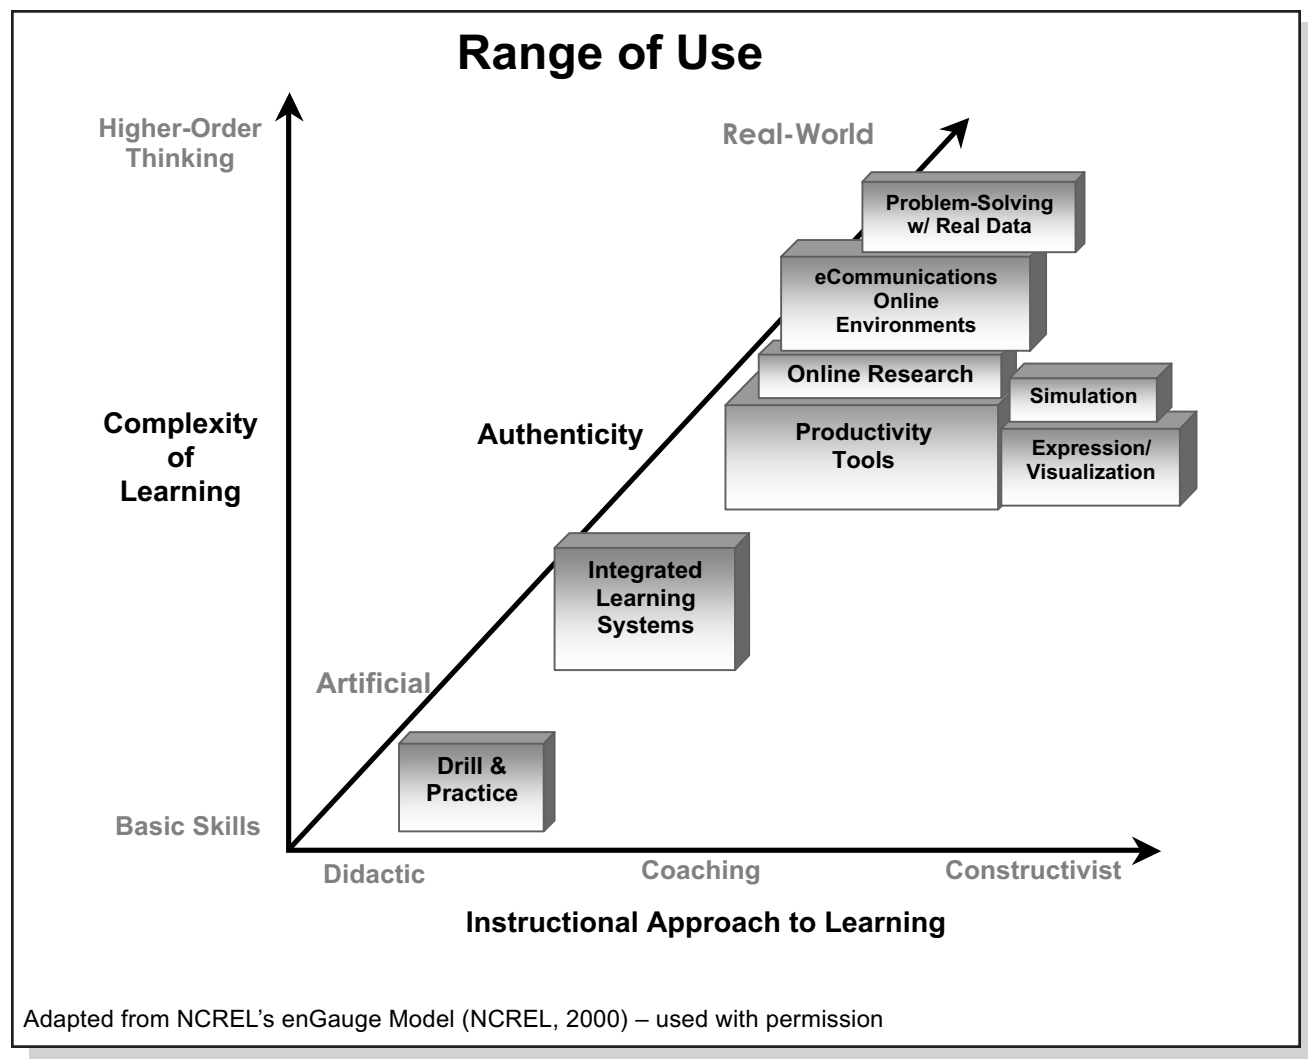 Range of Use
Higher-Order
Thinking
Real-World
Problem-Solving
w/ Real Data
eCommunications
Online
Environments
Online Research
Simulation
Productivity
Tools
Expression/
Visualization
Complexity
of
Learning
Authenticity
Integrated
Learning
Systems
Artificial
Drill &
Practice
Basic Skills
Didactic
Coaching
Constructivist
Instructional Approach to Learning
Adapted from NCREL’s enGauge Model (NCREL, 2000) – used with permission